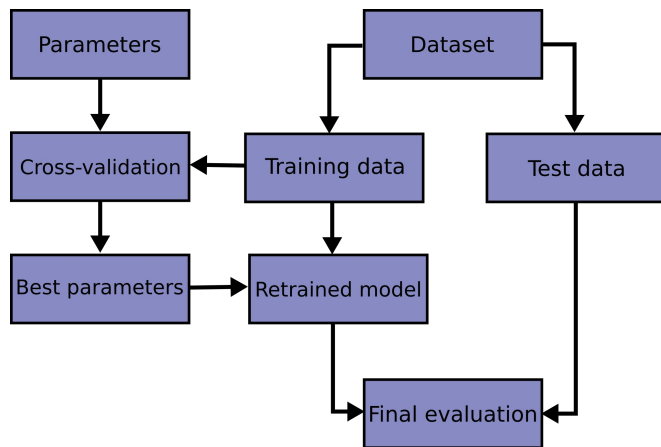 Parameters
Dataset
Cross-validation
Training data
Test data
Best parameters
Retrained model
Final evaluation